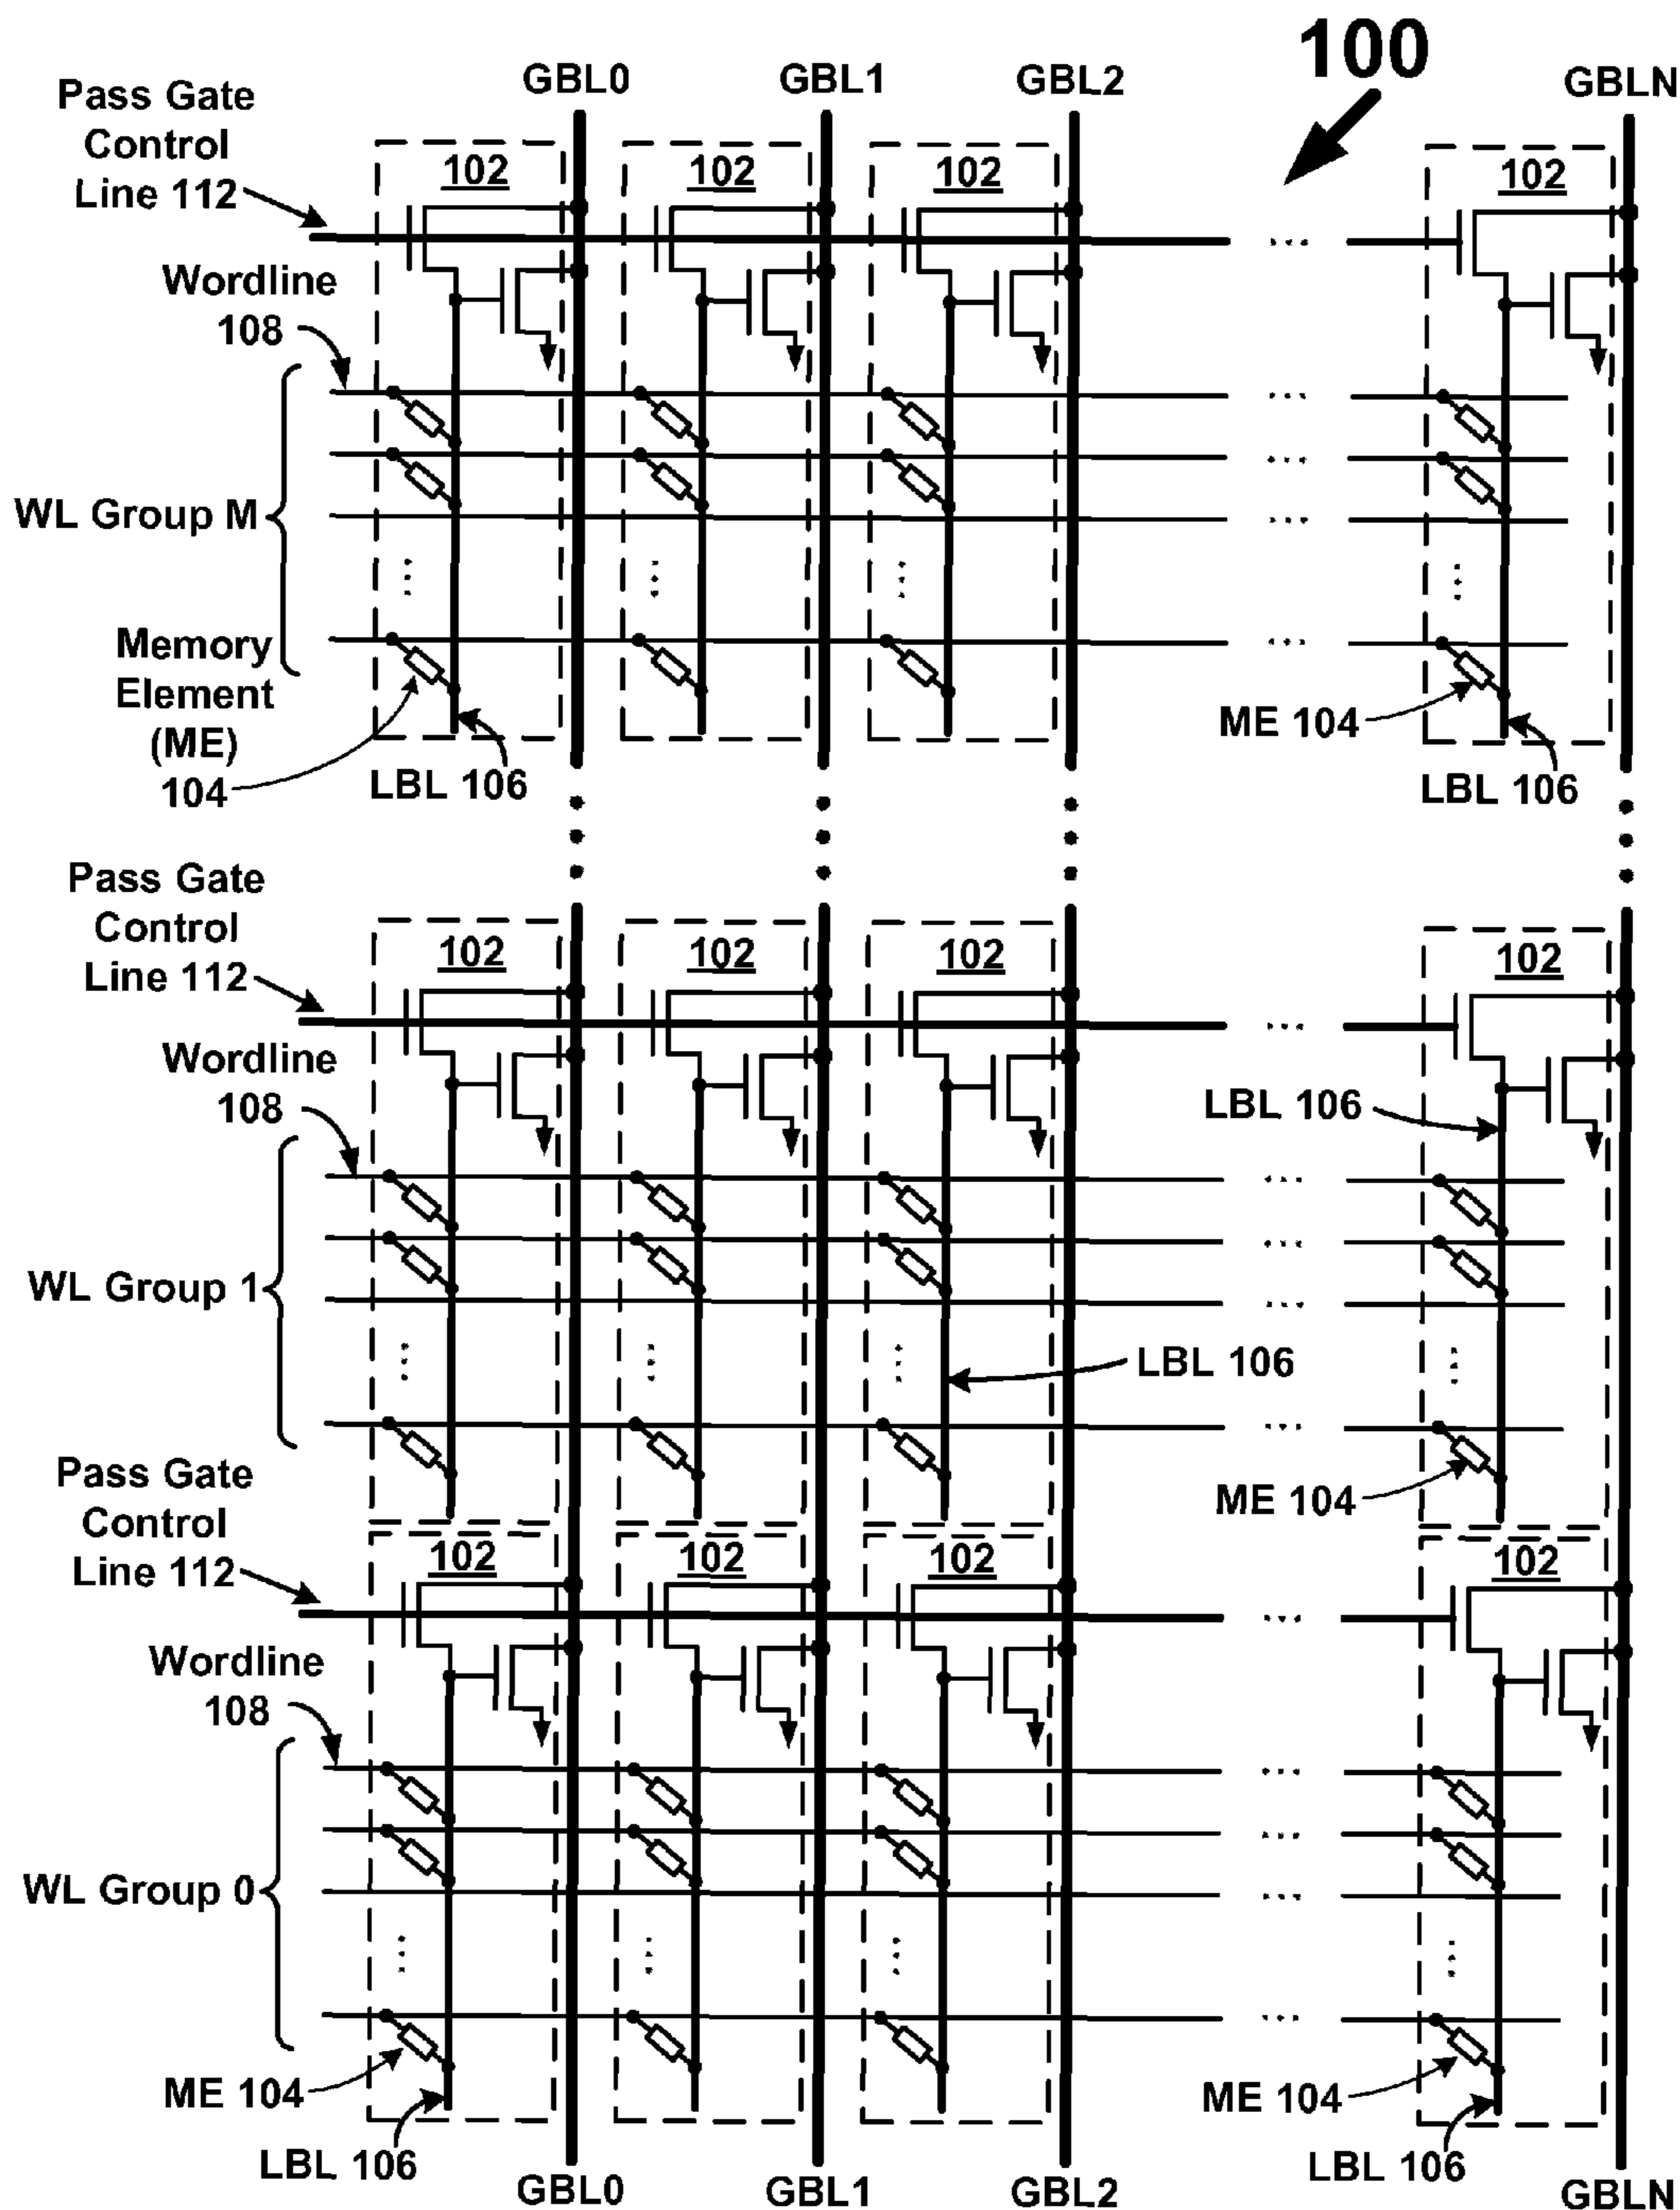 100
GBL0 GBL1 GBL2 GBLN
Pass Gate
Control
Line 112
102 102 102 102
Wordline
108
WL Group M
Memory
Element
(ME)
104
LBL 106
ME 104
LBL 106
Pass Gate
Control
Line 112
102 102 102 102
Wordline
108
LBL 106
WL Group 1
LBL 106
ME 104
Pass Gate
Control
Line 112
102 102 102 102
Wordline
108
WL Group 0
ME 104
LBL 106
ME 104
LBL 106
GBL0 GBL1 GBL2 GBLN